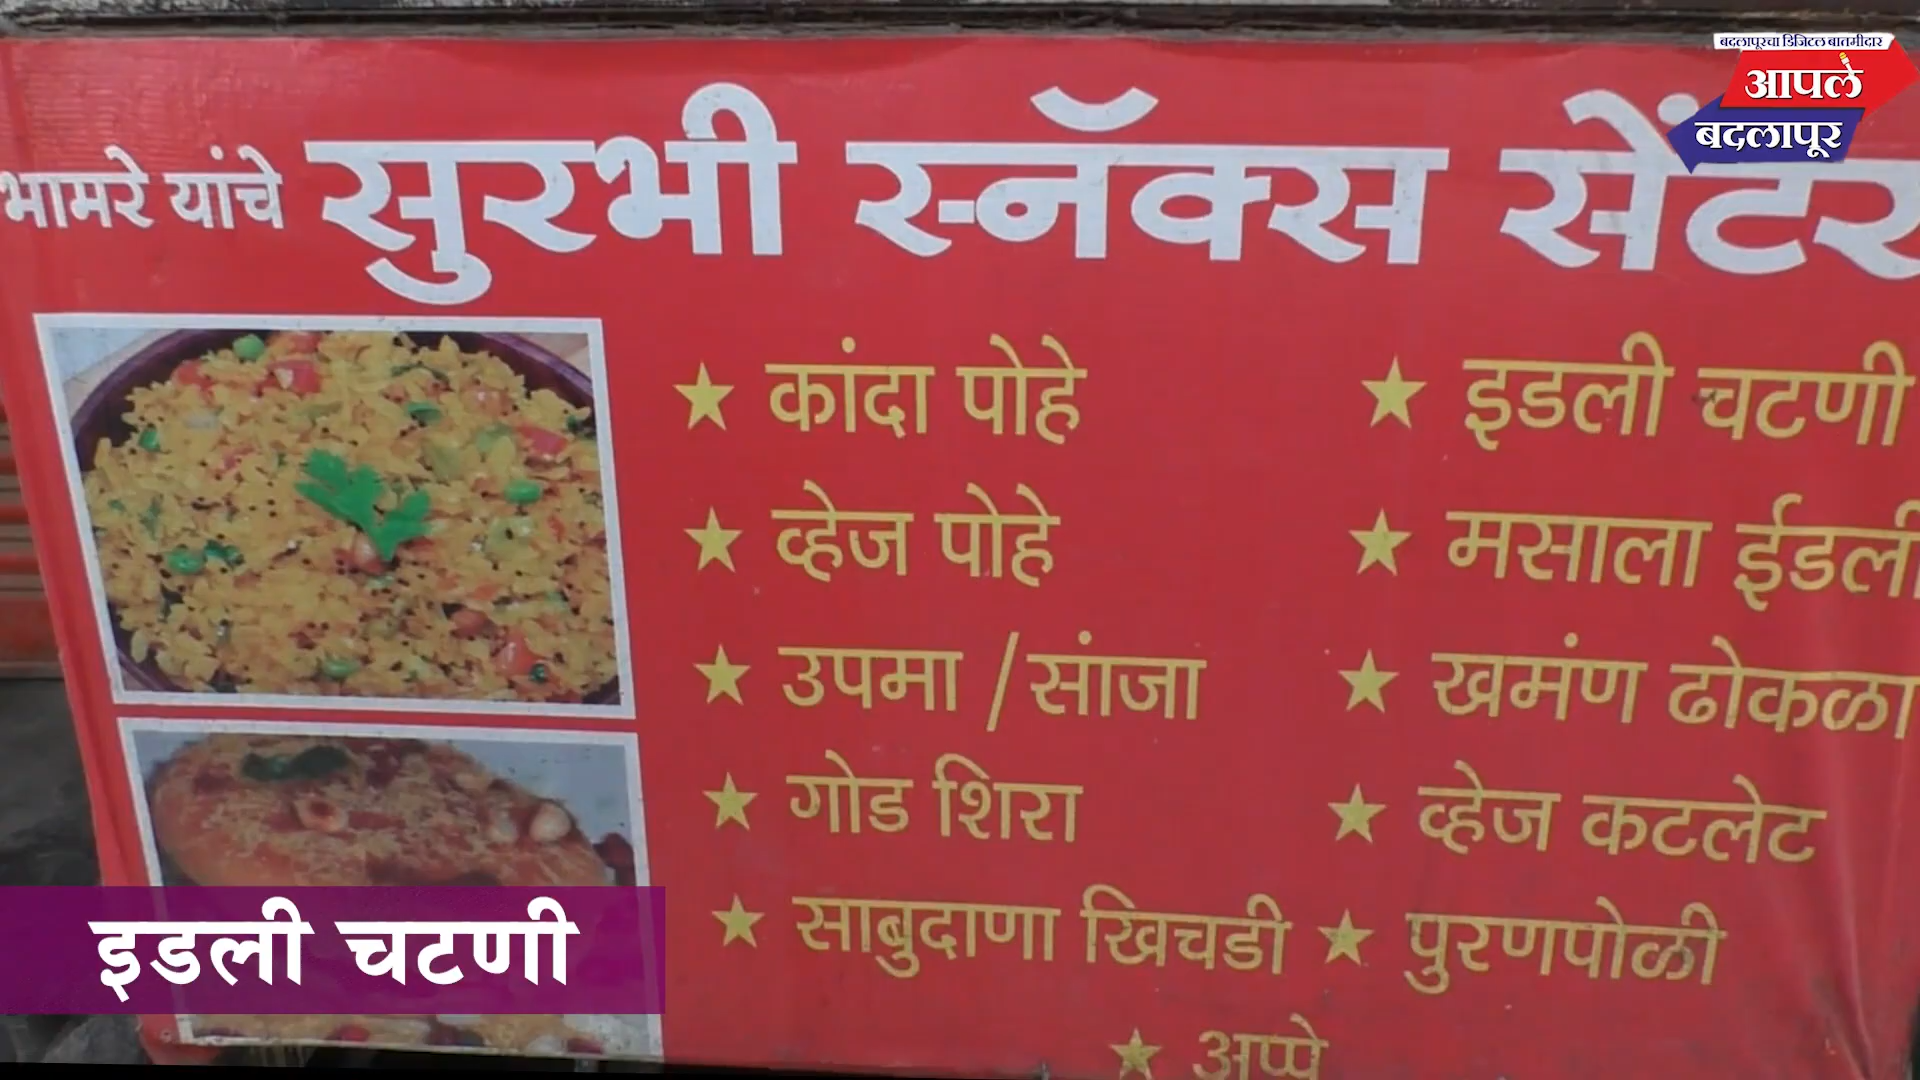 बदलापूरचा डिजिटल बातमीदार
आपले
बदलापूर
भामरे यांचे सुरभी स्नॅक्स सेंटर
★ कांदा पोहे ★ इडली चटणी
★ व्हेज पोहे ★ मसाला ईडली
★ उपमा / सांजा ★ खमंण ढोकळा
★ गोड शिरा ★ व्हेज कटलेट
★ साबुदाणा खिचडी ★ पुरणपोळी
★ अप्पे
इडली चटणी